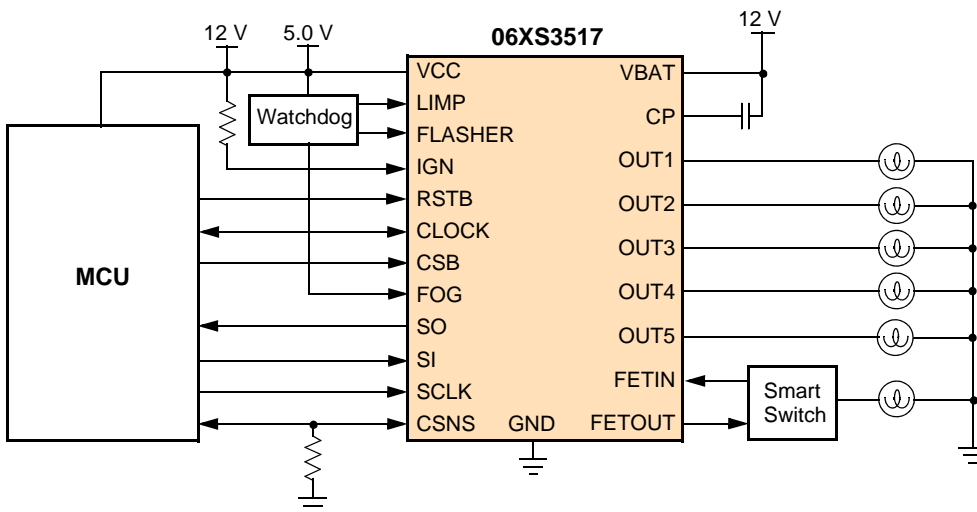 12 V
5.0 V
06XS3517
12 V
VCC
VBAT
LIMP
Watchdog
CP
FLASHER
IGN
OUT1
RSTB
OUT2
CLOCK
MCU
CSB
OUT3
FOG
OUT4
SO
OUT5
SI
FETIN
Smart
Switch
SCLK
CSNS
GND
FETOUT